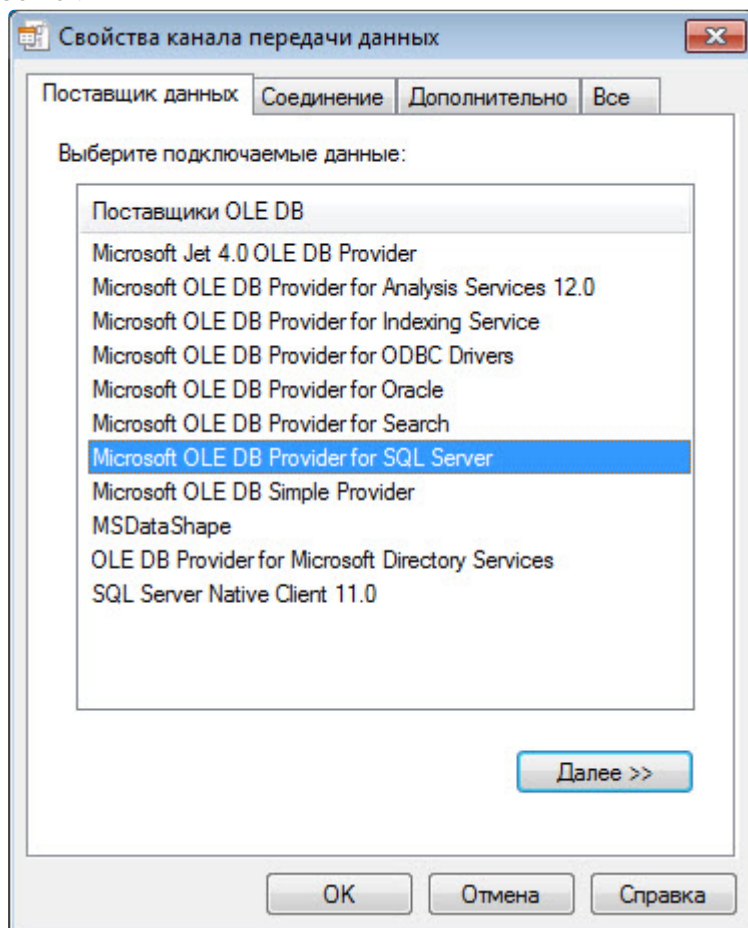 Свойства канала передачи данных
Поставщик данных Соединение Дополнительно Все
Выберите подключаемые данные:
Поставщики OLE DB
Microsoft Jet 4.0 OLE DB Provider
Microsoft OLE DB Provider for Analysis Services 12.0
Microsoft OLE DB Provider for Indexing Service
Microsoft OLE DB Provider for ODBC Drivers
Microsoft OLE DB Provider for Oracle
Microsoft OLE DB Provider for Search
Microsoft OLE DB Provider for SQL Server
Microsoft OLE DB Simple Provider
MSDataShape
OLE DB Provider for Microsoft Directory Services
SQL Server Native Client 11.0
Далее >>
OK Отмена Справка